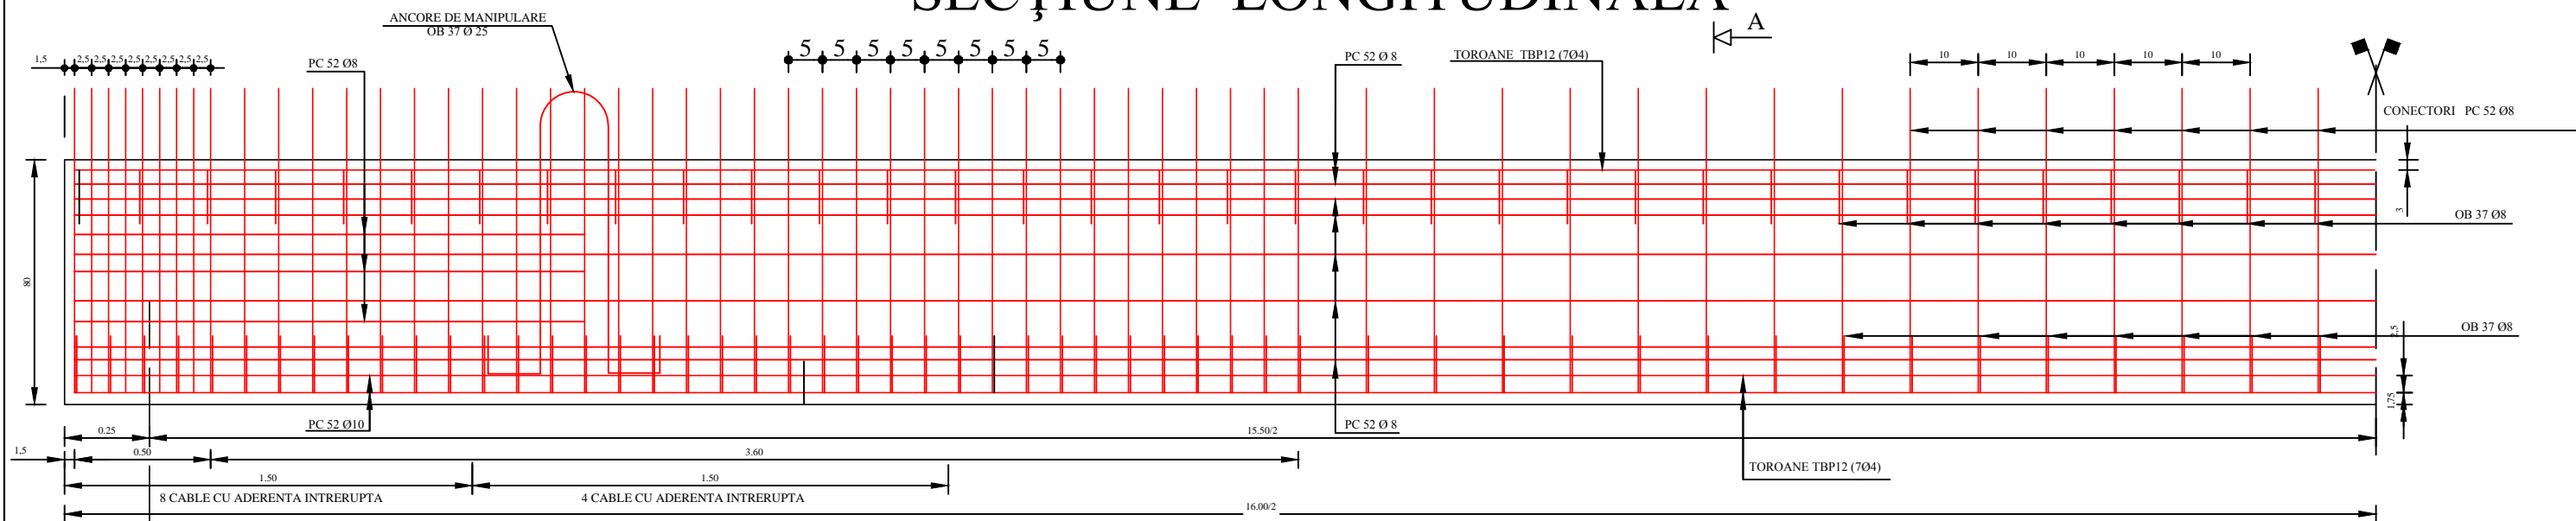 SECŢIUNE LONGITUDINALA
ANCORE DE MANIPULARE
OB 37 Ø 25
A
1,5
2,5 2,5 2,5 2,5 2,5 2,5 2,5 2,5
PC 52 Ø8
5 5 5 5 5 5 5 5
PC 52 Ø 8
TOROANE TBP12 (7Ø4)
10 10 10 10 10
CONECTORI PC 52 Ø8
3
OB 37 Ø8
80
2,5
OB 37 Ø8
1,75
PC 52 Ø10
PC 52 Ø 8
0.25
15.50/2
1,5
0.50
3.60
TOROANE TBP12 (7Ø4)
1.50
1.50
8 CABLE CU ADERENTA INTRERUPTA
4 CABLE CU ADERENTA INTRERUPTA
16.00/2